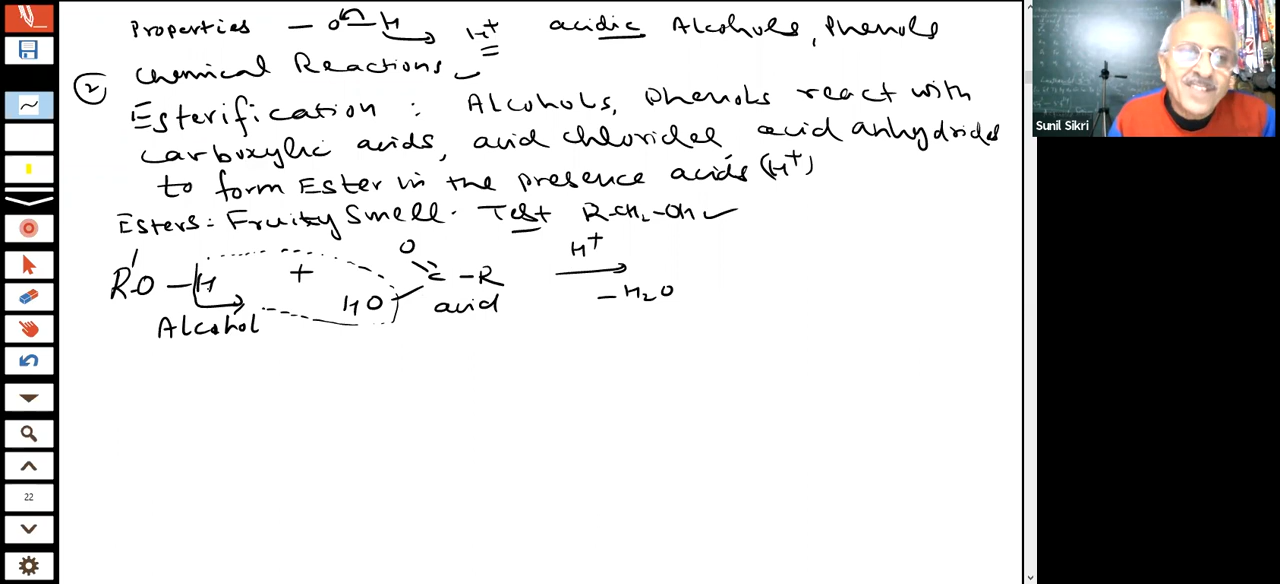 Properties — O—H H⁺ acidic Alcohols, Phenols
② Chemical Reactions
Esterification : Alcohols, phenols react with
carboxylic acids, acid chlorides acid anhydrides
to form Ester in the presence acids (H⁺)
Esters: Fruity Smell. Test R-CH₂-OH ✓
R'O—H + HO—C(=O)—R H⁺ → —H₂O
Alcohol acid
Sunil Sikri
22